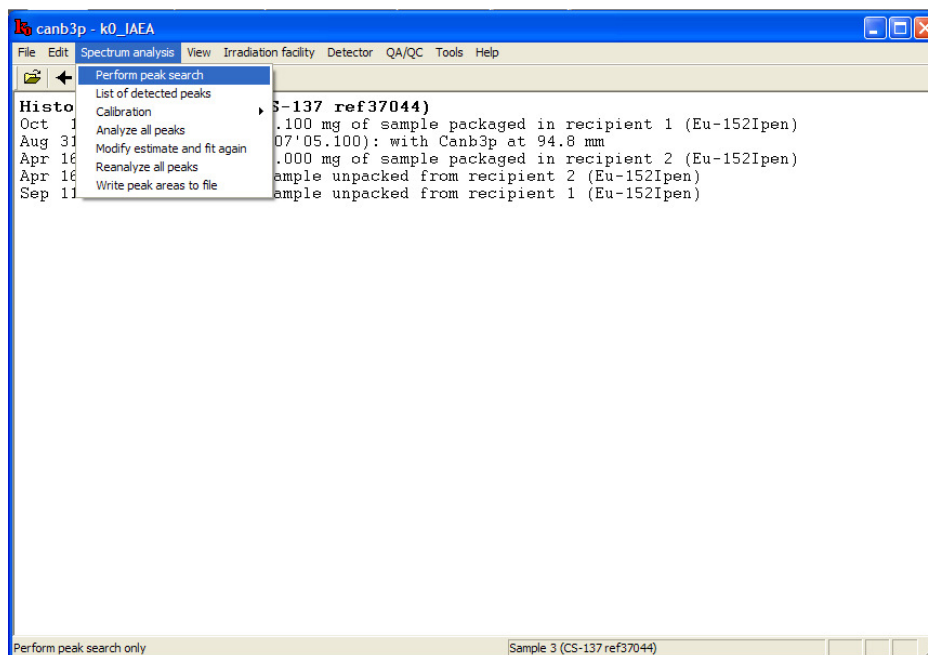 canb3p - k0_IAEA
File Edit Spectrum analysis View Irradiation facility Detector QA/QC Tools Help
Perform peak search
List of detected peaks
Calibration
Analyze all peaks
Modify estimate and fit again
Reanalyze all peaks
Write peak areas to file
Histo S-137 ref37044)
Oct 1 .100 mg of sample packaged in recipient 1 (Eu-152Ipen)
Aug 31 07'05.100): with Canb3p at 94.8 mm
Apr 16 .000 mg of sample packaged in recipient 2 (Eu-152Ipen)
Apr 16 ample unpacked from recipient 2 (Eu-152Ipen)
Sep 11 ample unpacked from recipient 1 (Eu-152Ipen)
Perform peak search only
Sample 3 (CS-137 ref37044)